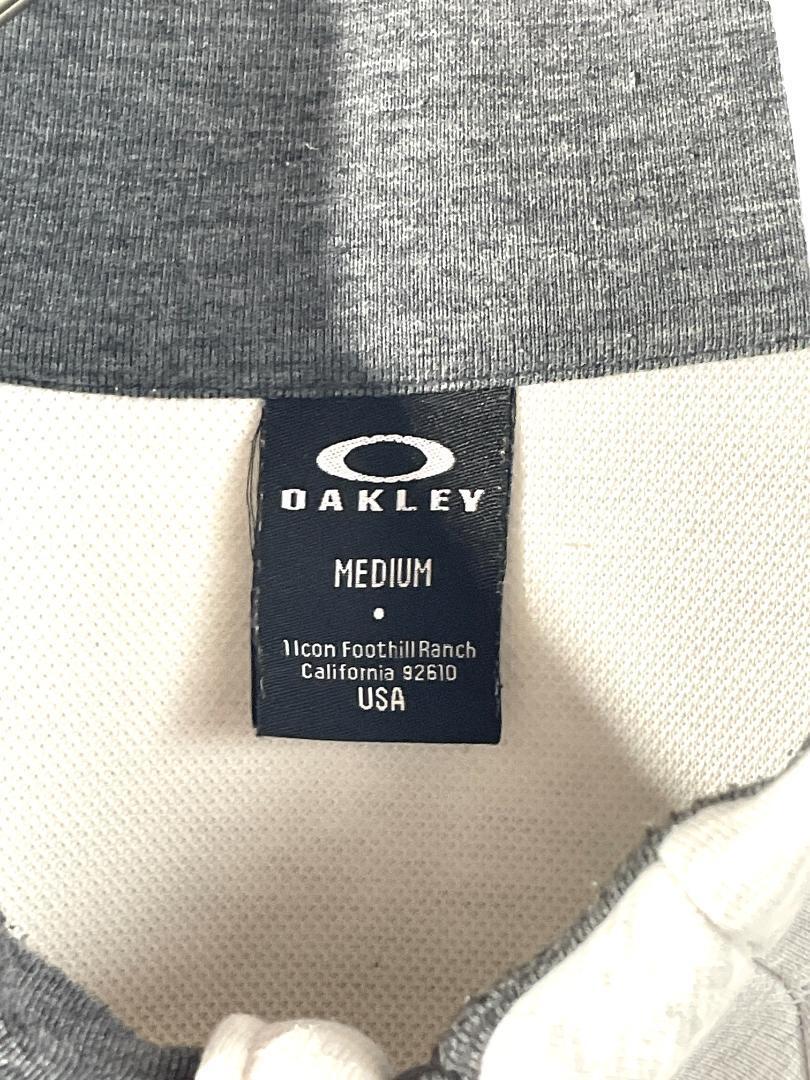 OAKLEY
MEDIUM
1 Icon Foothill Ranch
California 92610
USA